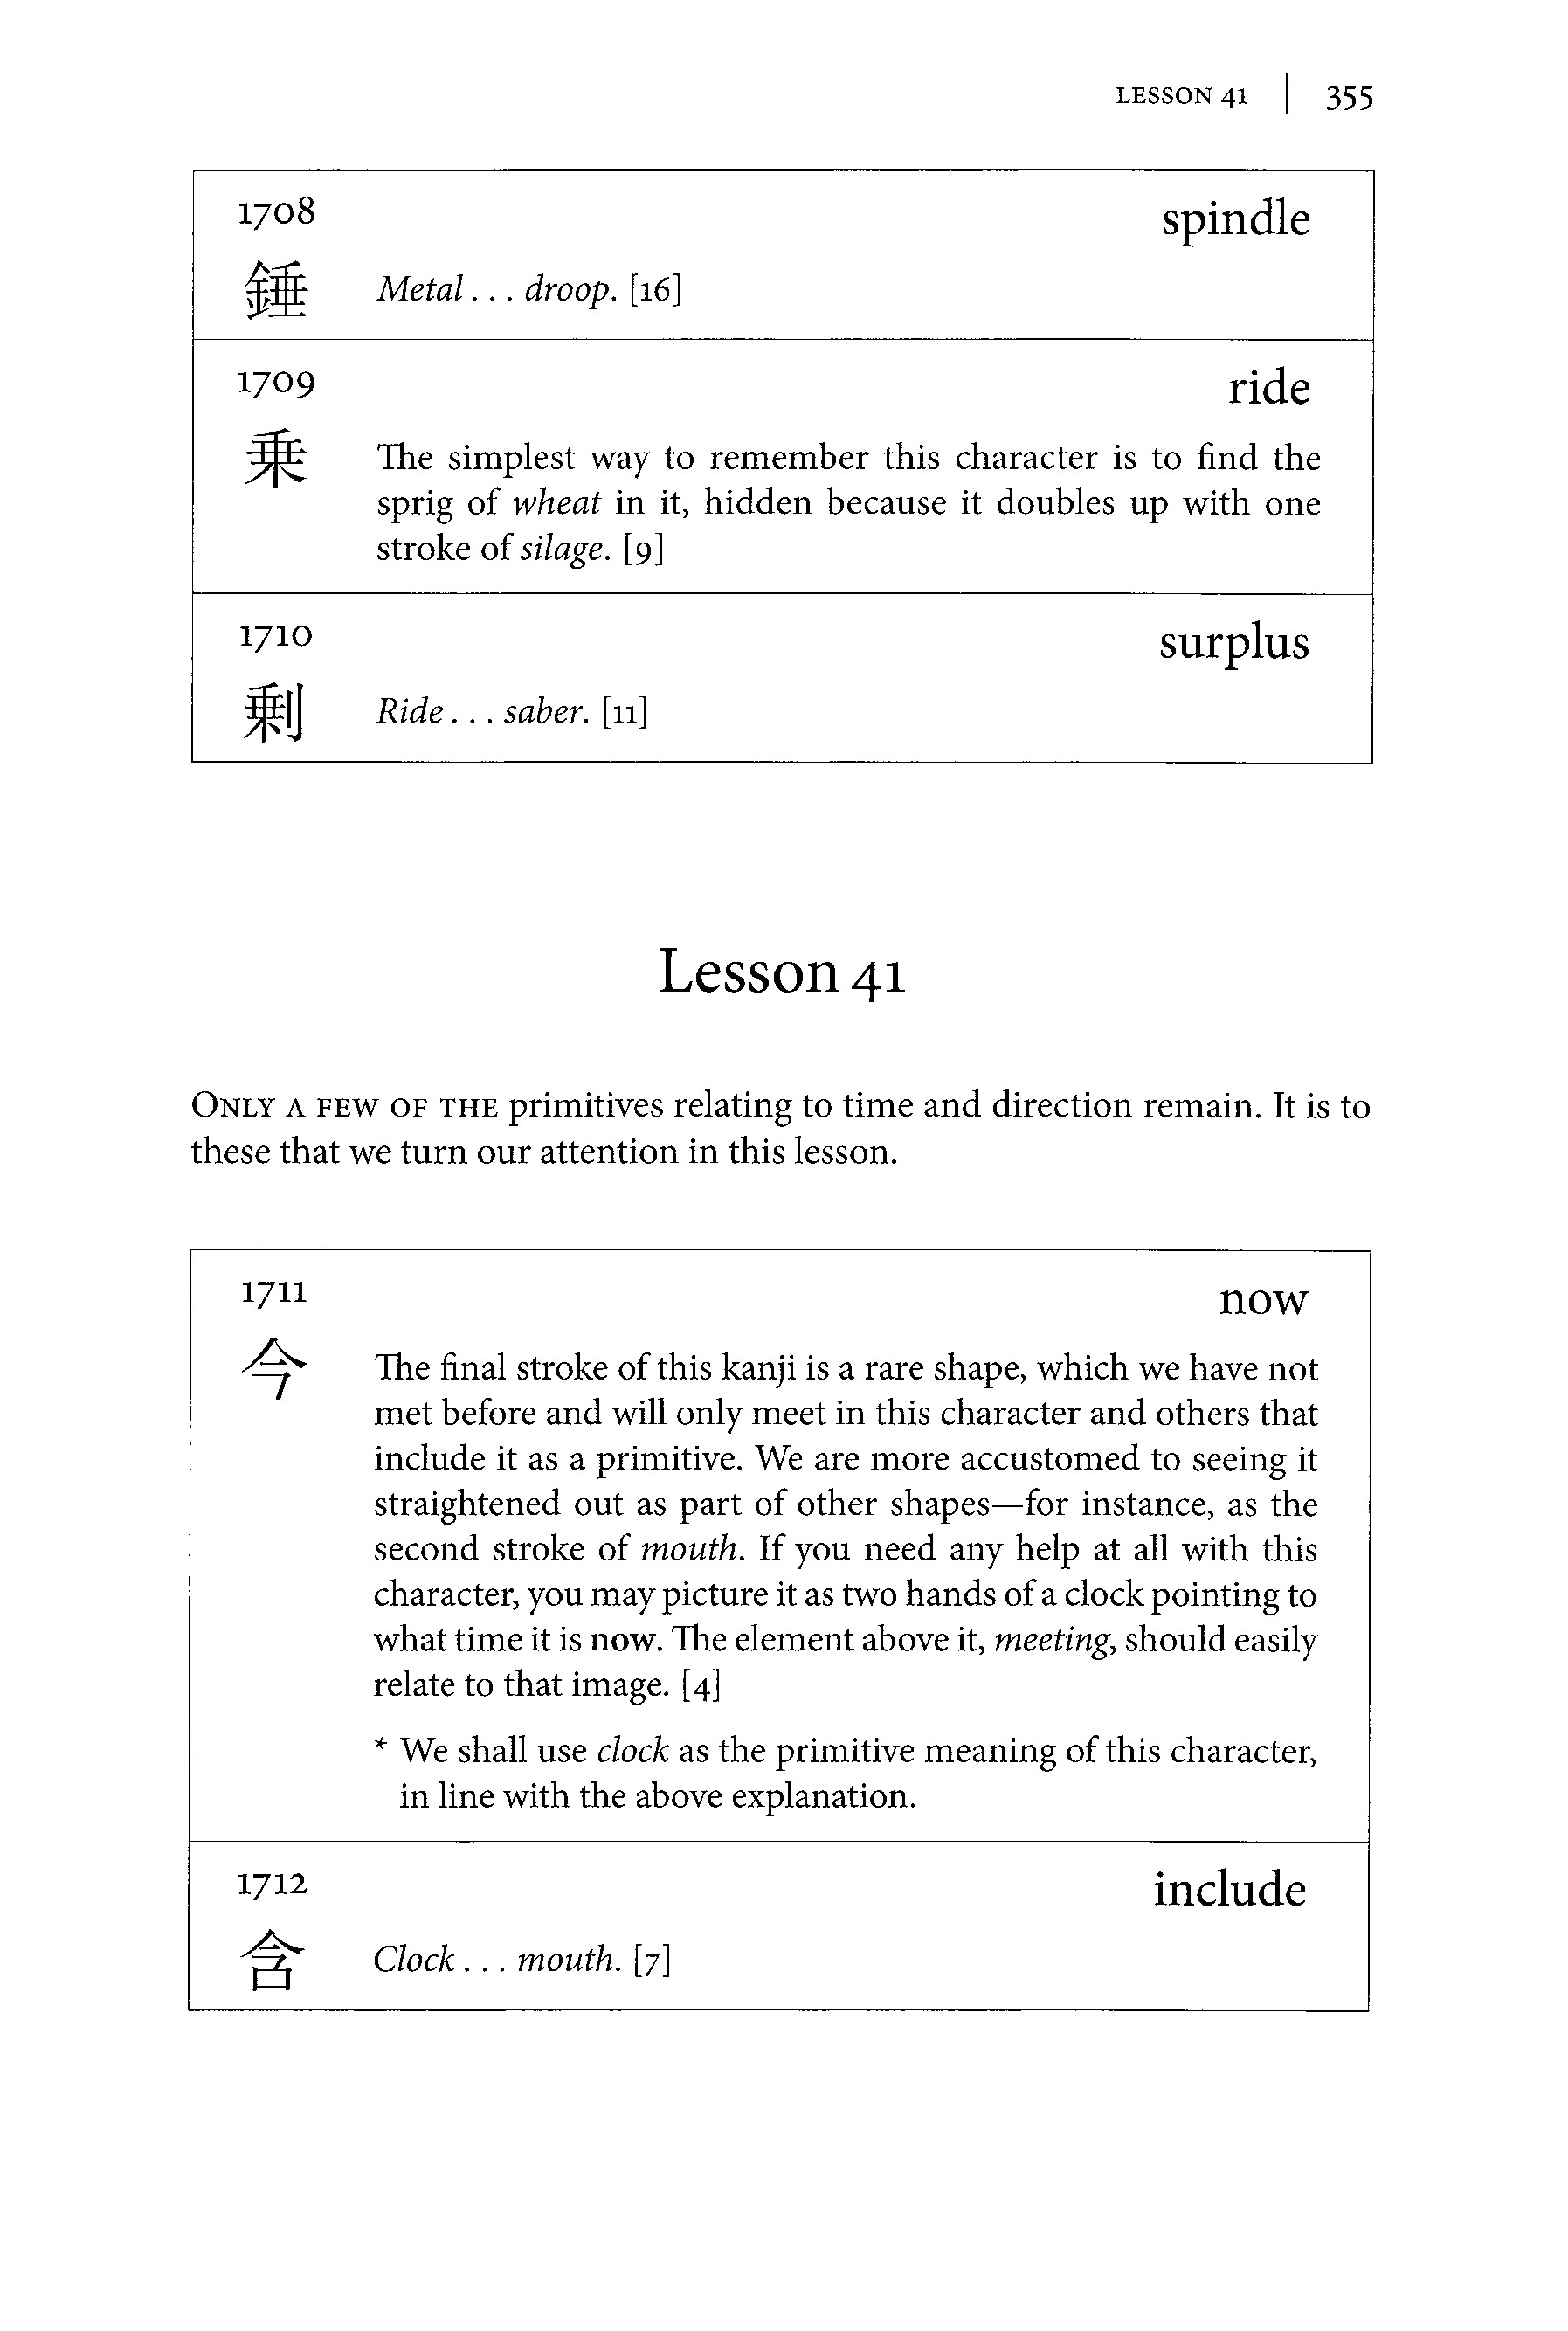 LESSON 41 | 355
1708 spindle
錘 Metal . . . droop. [16]
1709 ride
乗 The simplest way to remember this character is to find the
sprig of wheat in it, hidden because it doubles up with one
stroke of silage. [9]
1710 surplus
剰 Ride . . . saber. [11]
Lesson 41
ONLY A FEW OF THE primitives relating to time and direction remain. It is to
these that we turn our attention in this lesson.
1711 now
今 The final stroke of this kanji is a rare shape, which we have not
met before and will only meet in this character and others that
include it as a primitive. We are more accustomed to seeing it
straightened out as part of other shapes—for instance, as the
second stroke of mouth. If you need any help at all with this
character, you may picture it as two hands of a clock pointing to
what time it is now. The element above it, meeting, should easily
relate to that image. [4]
* We shall use clock as the primitive meaning of this character,
in line with the above explanation.
1712 include
含 Clock . . . mouth. [7]